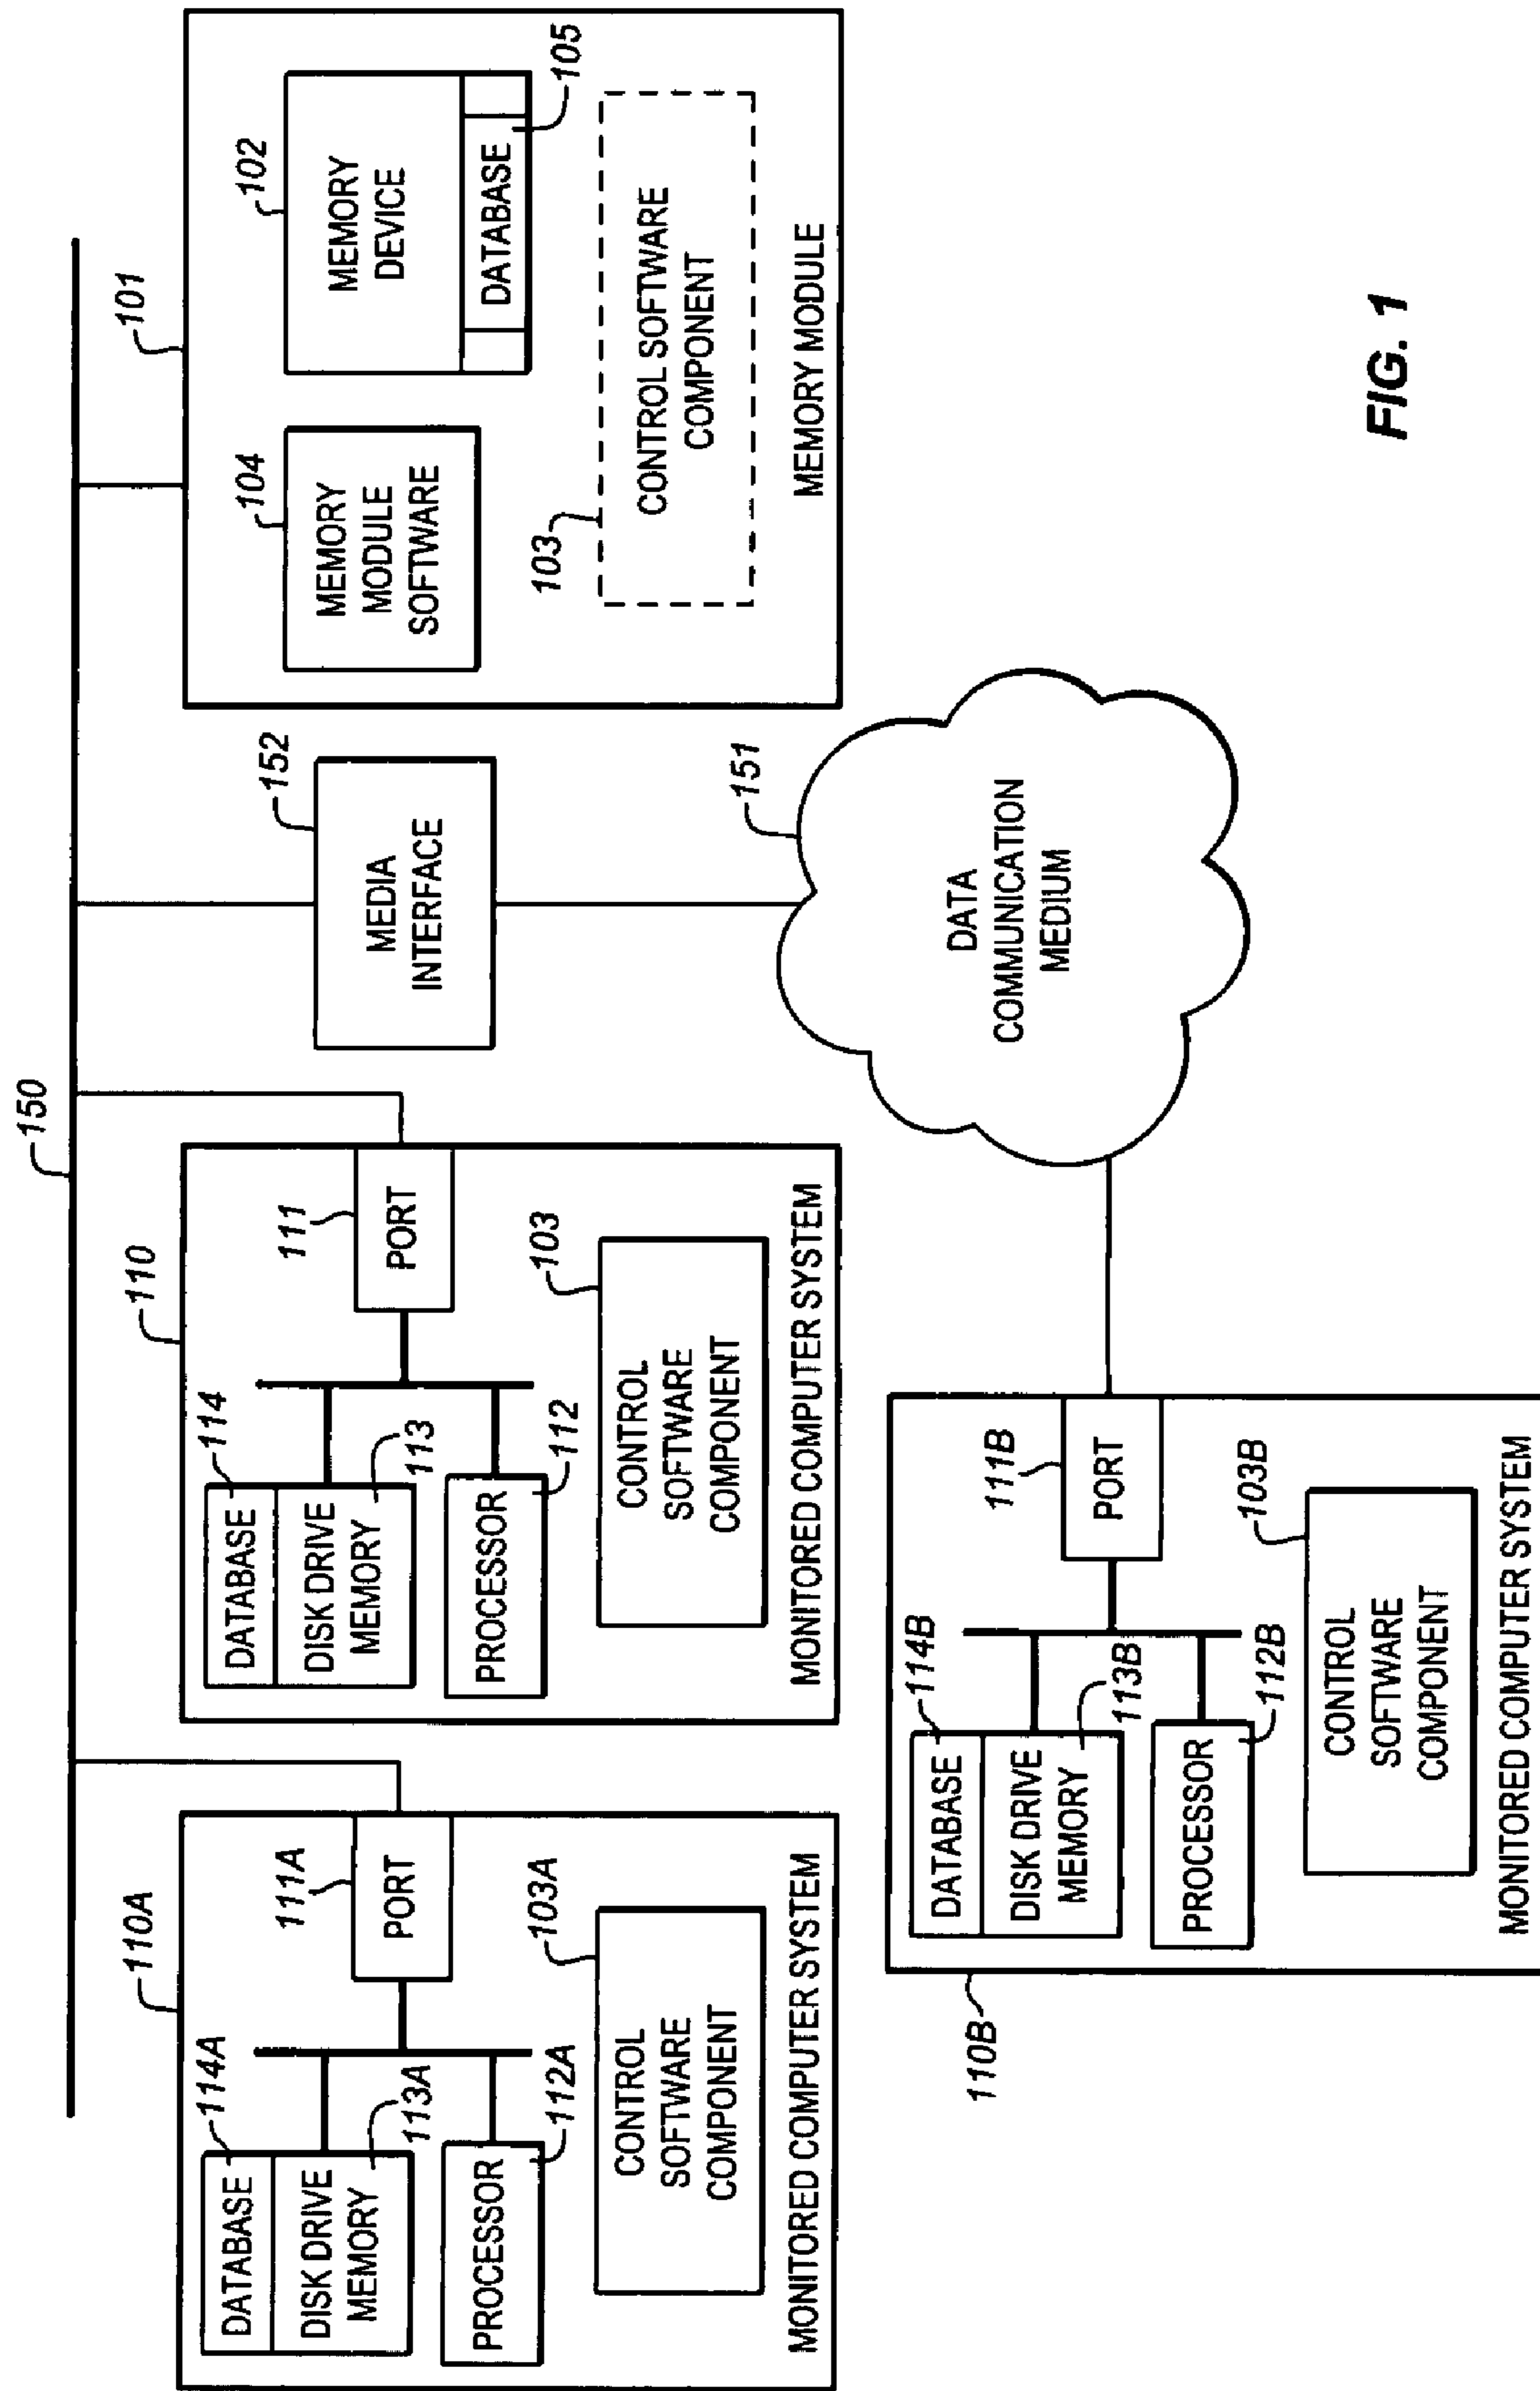 150
110A
111A
PORT
114A
DATABASE
DISK DRIVE
MEMORY
113A
PROCESSOR
112A
103A
CONTROL
SOFTWARE
COMPONENT
MONITORED COMPUTER SYSTEM
110
111
PORT
114
DATABASE
DISK DRIVE
MEMORY
113
PROCESSOR
112
103
CONTROL
SOFTWARE
COMPONENT
MONITORED COMPUTER SYSTEM
152
MEDIA
INTERFACE
101
104
MEMORY
MODULE
SOFTWARE
102
MEMORY
DEVICE
DATABASE
105
103
CONTROL SOFTWARE
COMPONENT
MEMORY MODULE
151
DATA
COMMUNICATION
MEDIUM
110B
111B
PORT
114B
DATABASE
DISK DRIVE
MEMORY
113B
PROCESSOR
112B
103B
CONTROL
SOFTWARE
COMPONENT
MONITORED COMPUTER SYSTEM
FIG. 1